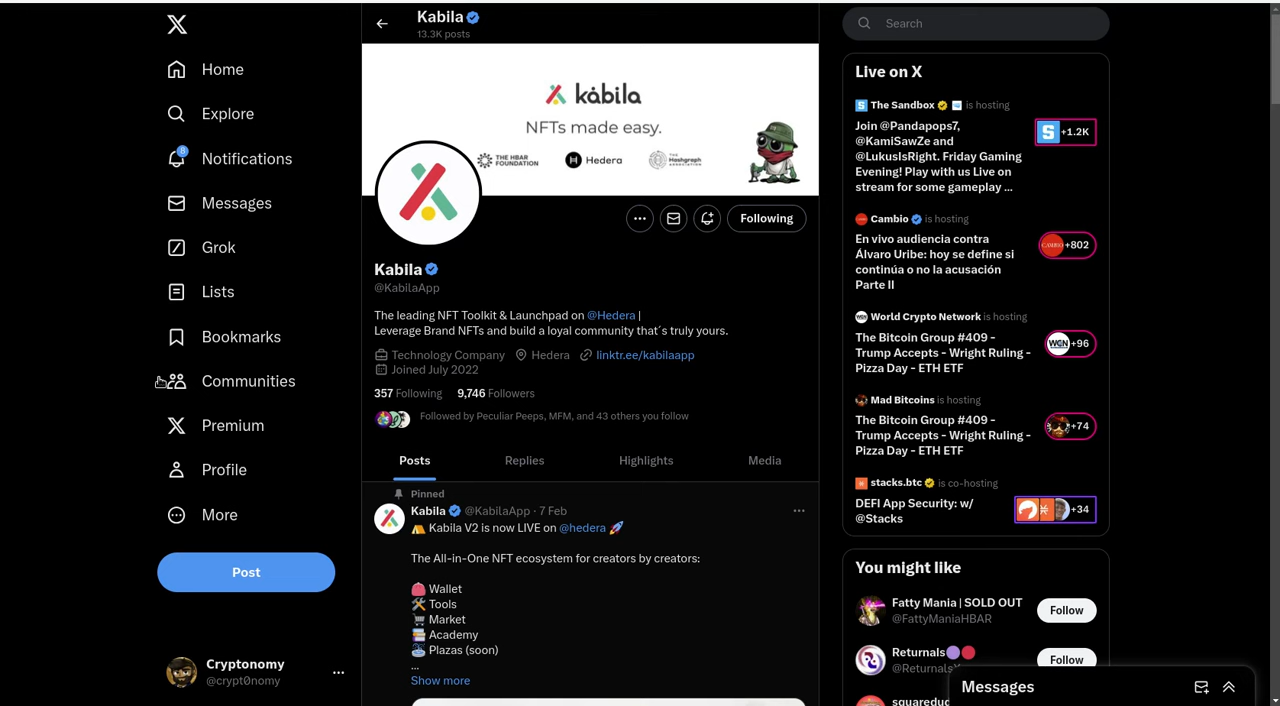 Home
Explore
8
Notifications
Messages
Grok
Lists
Bookmarks
Communities
Premium
Profile
More
Post
Cryptonomy
@crypt0nomy
Kabila
13.3K posts
kábila
NFTs made easy.
THE HBAR
FOUNDATION
Hedera
THE
Hashgraph
ASSOCIATION
Following
Kabila
@KabilaApp
The leading NFT Toolkit & Launchpad on @Hedera |
Leverage Brand NFTs and build a loyal community that´s truly yours.
Technology Company Hedera linktr.ee/kabilaapp
Joined July 2022
357 Following 9,746 Followers
Followed by Peculiar Peeps, MFM, and 43 others you follow
Posts Replies Highlights Media
Pinned
Kabila @KabilaApp · 7 Feb
Kabila V2 is now LIVE on @hedera 🚀
The All-in-One NFT ecosystem for creators by creators:
👛 Wallet
🛠 Tools
🛒 Market
📚 Academy
⛲ Plazas (soon)
...
Show more
Search
Live on X
The Sandbox is hosting
Join @Pandapops7,
@KamiSawZe and
@LukusIsRight. Friday Gaming
Evening! Play with us Live on
stream for some gameplay ...
+1.2K
Cambio is hosting
En vivo audiencia contra
Álvaro Uribe: hoy se define si
continúa o no la acusación
Parte II
CAMBIO
+802
World Crypto Network is hosting
The Bitcoin Group #409 -
Trump Accepts - Wright Ruling -
Pizza Day - ETH ETF
WCN
+96
Mad Bitcoins is hosting
The Bitcoin Group #409 -
Trump Accepts - Wright Ruling -
Pizza Day - ETH ETF
+74
stacks.btc is co-hosting
DEFI App Security: w/
@Stacks
+34
You might like
Fatty Mania | SOLD OUT
@FattyManiaHBAR
Follow
Returnals
Follow
Messages